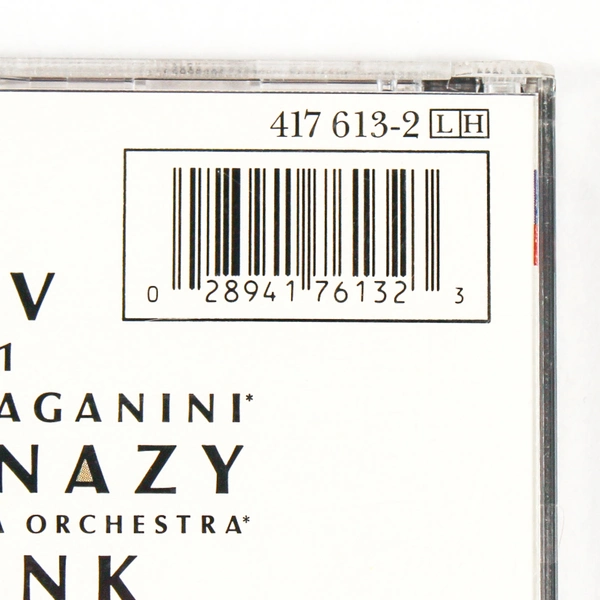 417 613-2 LH
0 28941 76132 3
V
1
AGANINI*
NAZY
A ORCHESTRA*
NK